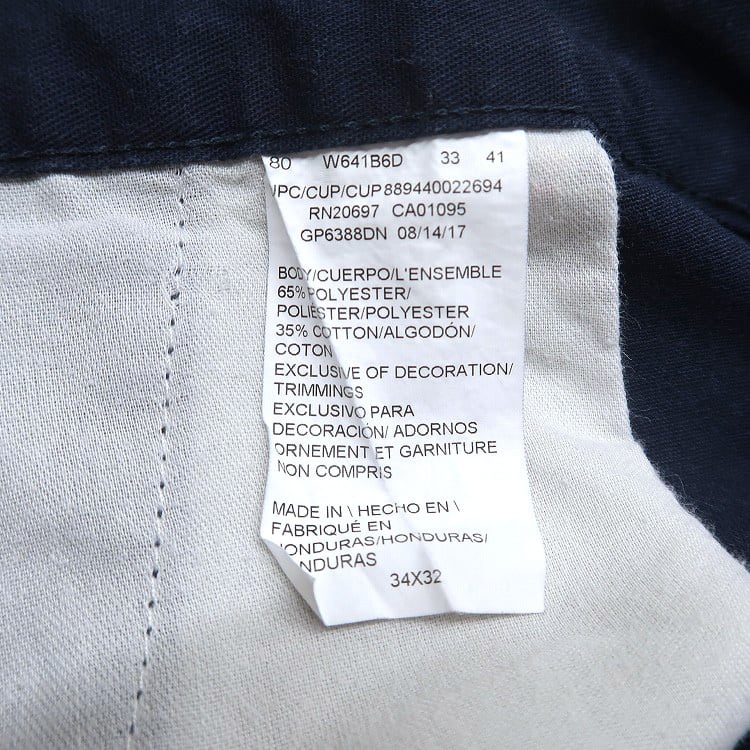 80 W641B6D 33 41
UPC/CUP/CUP889440022694
RN20697 CA01095
GP6388DN 08/14/17
BODY/CUERPO/L'ENSEMBLE
65% POLYESTER/
POLIÉSTER/POLYESTER
35% COTTON/ALGODÓN/
COTON
EXCLUSIVE OF DECORATION/
TRIMMINGS
EXCLUSIVO PARA
DECORACIÓN/ ADORNOS
ORNEMENT ET GARNITURE
NON COMPRIS
MADE IN \ HECHO EN \
FABRIQUÉ EN
HONDURAS/HONDURAS/
HONDURAS
34X32